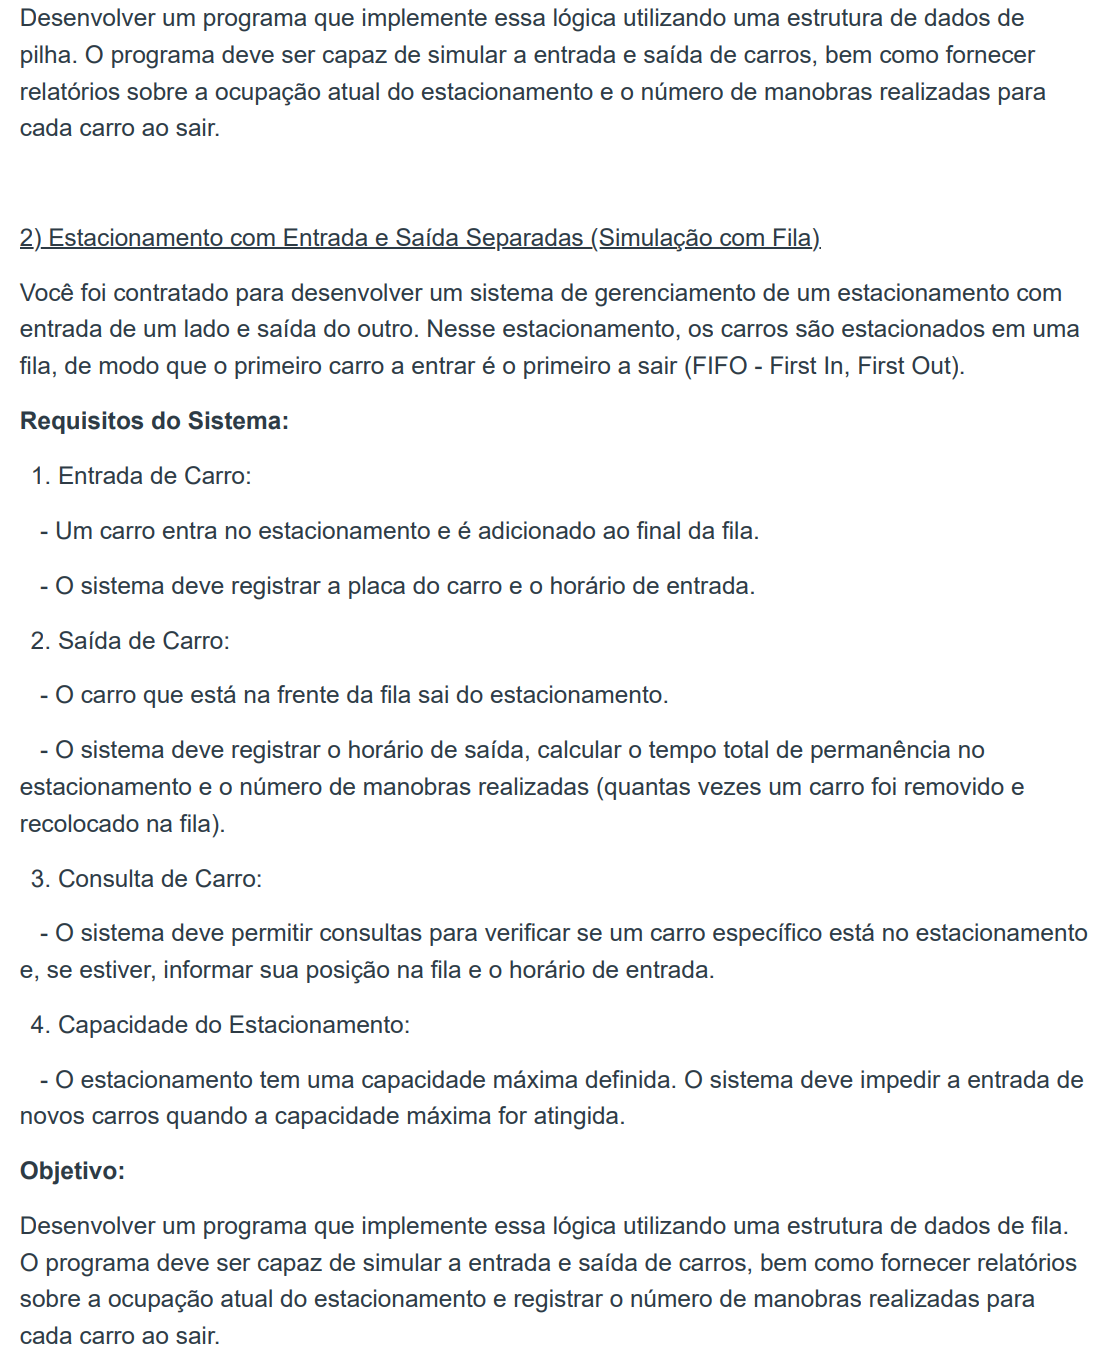 Desenvolver um programa que implemente essa lógica utilizando uma estrutura de dados de
pilha. O programa deve ser capaz de simular a entrada e saída de carros, bem como fornecer
relatórios sobre a ocupação atual do estacionamento e o número de manobras realizadas para
cada carro ao sair.
2) Estacionamento com Entrada e Saída Separadas (Simulação com Fila)
Você foi contratado para desenvolver um sistema de gerenciamento de um estacionamento com
entrada de um lado e saída do outro. Nesse estacionamento, os carros são estacionados em uma
fila, de modo que o primeiro carro a entrar é o primeiro a sair (FIFO - First In, First Out).
Requisitos do Sistema:
1. Entrada de Carro:
- Um carro entra no estacionamento e é adicionado ao final da fila.
- O sistema deve registrar a placa do carro e o horário de entrada.
2. Saída de Carro:
- O carro que está na frente da fila sai do estacionamento.
- O sistema deve registrar o horário de saída, calcular o tempo total de permanência no
estacionamento e o número de manobras realizadas (quantas vezes um carro foi removido e
recolocado na fila).
3. Consulta de Carro:
- O sistema deve permitir consultas para verificar se um carro específico está no estacionamento
e, se estiver, informar sua posição na fila e o horário de entrada.
4. Capacidade do Estacionamento:
- O estacionamento tem uma capacidade máxima definida. O sistema deve impedir a entrada de
novos carros quando a capacidade máxima for atingida.
Objetivo:
Desenvolver um programa que implemente essa lógica utilizando uma estrutura de dados de fila.
O programa deve ser capaz de simular a entrada e saída de carros, bem como fornecer relatórios
sobre a ocupação atual do estacionamento e registrar o número de manobras realizadas para
cada carro ao sair.